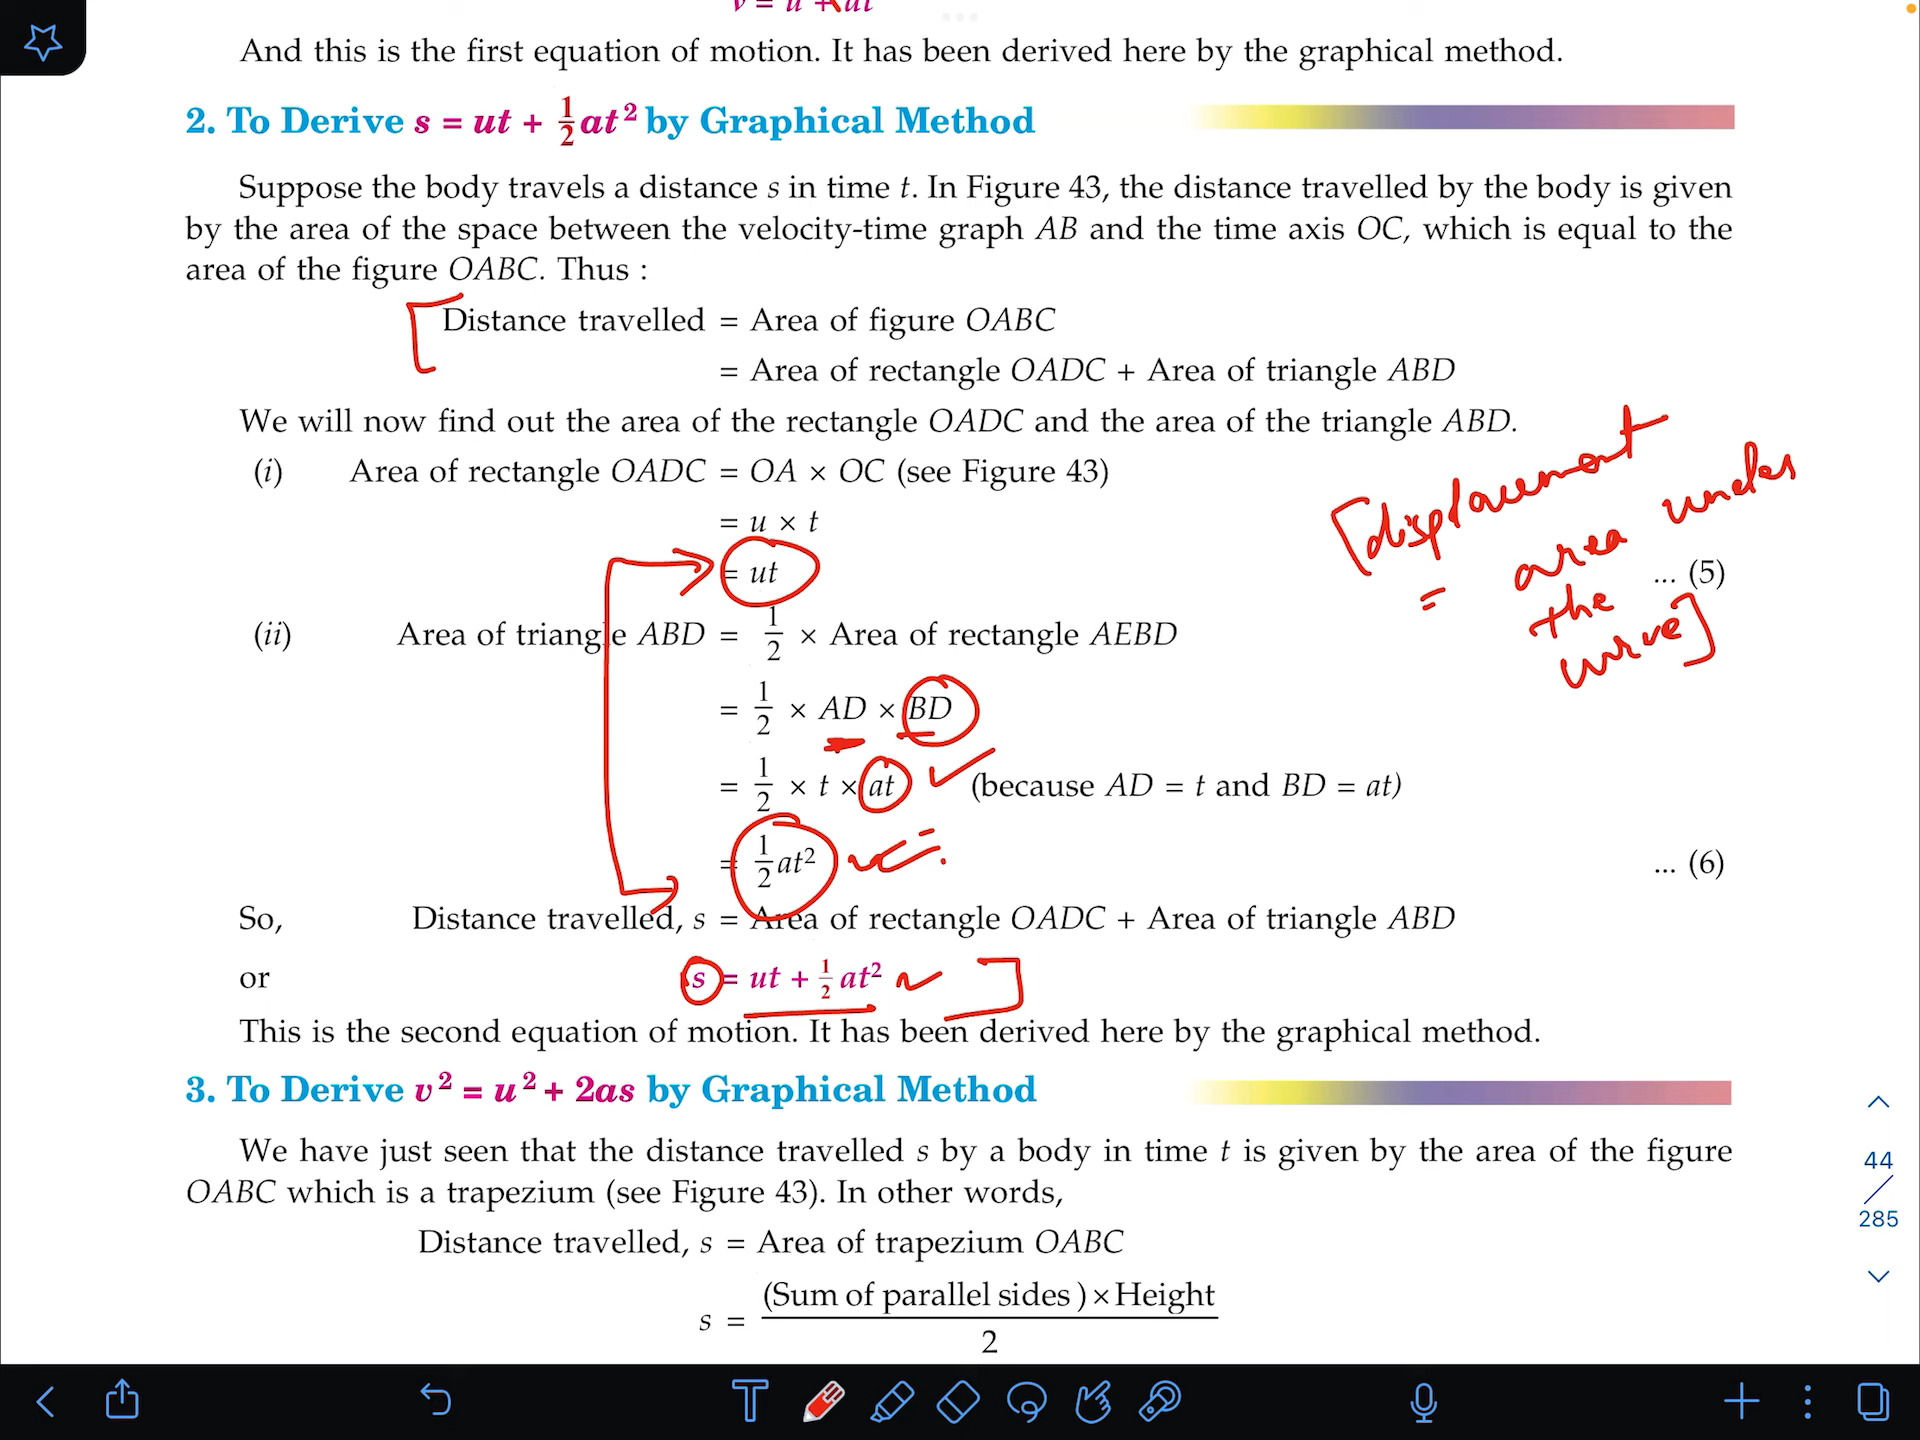 v = u + at
And this is the first equation of motion. It has been derived here by the graphical method.
2. To Derive s = ut + 1/2 at² by Graphical Method
Suppose the body travels a distance s in time t. In Figure 43, the distance travelled by the body is given
by the area of the space between the velocity-time graph AB and the time axis OC, which is equal to the
area of the figure OABC. Thus :
Distance travelled = Area of figure OABC
= Area of rectangle OADC + Area of triangle ABD
We will now find out the area of the rectangle OADC and the area of the triangle ABD.
(i) Area of rectangle OADC = OA × OC (see Figure 43)
= u × t
= ut ... (5)
[displacement
= area under
the
curve]
(ii) Area of triangle ABD = 1/2 × Area of rectangle AEBD
= 1/2 × AD × BD
= 1/2 × t × at (because AD = t and BD = at)
= 1/2 at² ... (6)
So, Distance travelled, s = Area of rectangle OADC + Area of triangle ABD
or s = ut + 1/2 at²
This is the second equation of motion. It has been derived here by the graphical method.
3. To Derive v² = u² + 2as by Graphical Method
We have just seen that the distance travelled s by a body in time t is given by the area of the figure
OABC which is a trapezium (see Figure 43). In other words,
Distance travelled, s = Area of trapezium OABC
s = (Sum of parallel sides) × Height / 2
44
/
285
T